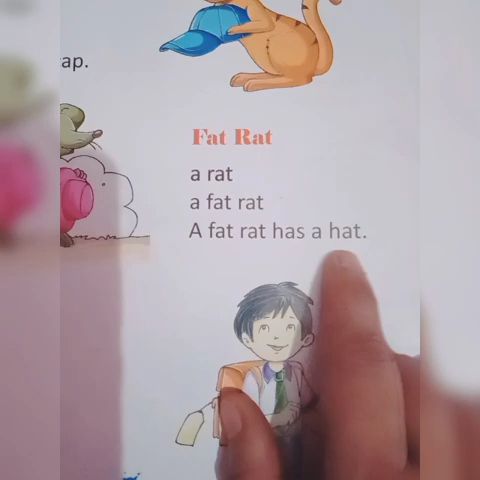 ap.
Fat Rat
a rat
a fat rat
A fat rat has a hat.